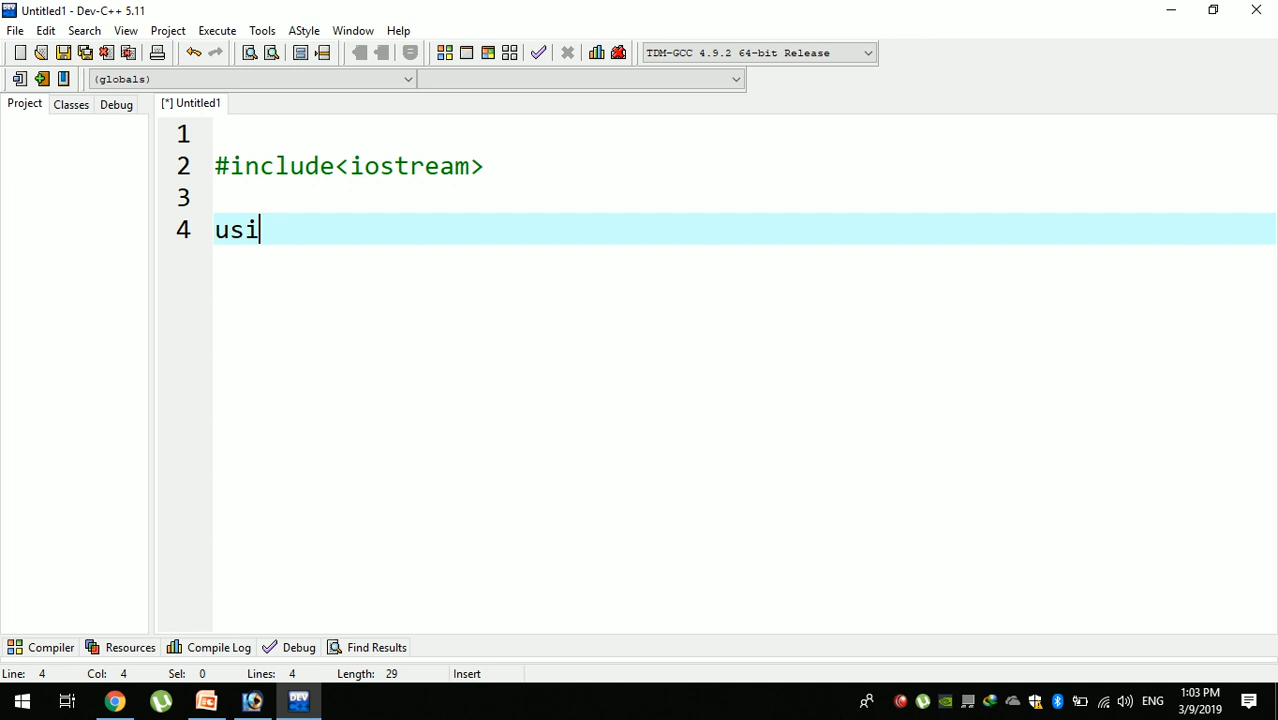 Untitled1 - Dev-C++ 5.11
File Edit Search View Project Execute Tools AStyle Window Help
TDM-GCC 4.9.2 64-bit Release
(globals)
Project Classes Debug [*] Untitled1
1
2 #include<iostream>
3
4 usi
Compiler Resources Compile Log Debug Find Results
Line: 4 Col: 4 Sel: 0 Lines: 4 Length: 29 Insert
DEV ENG 1:03 PM
3/9/2019